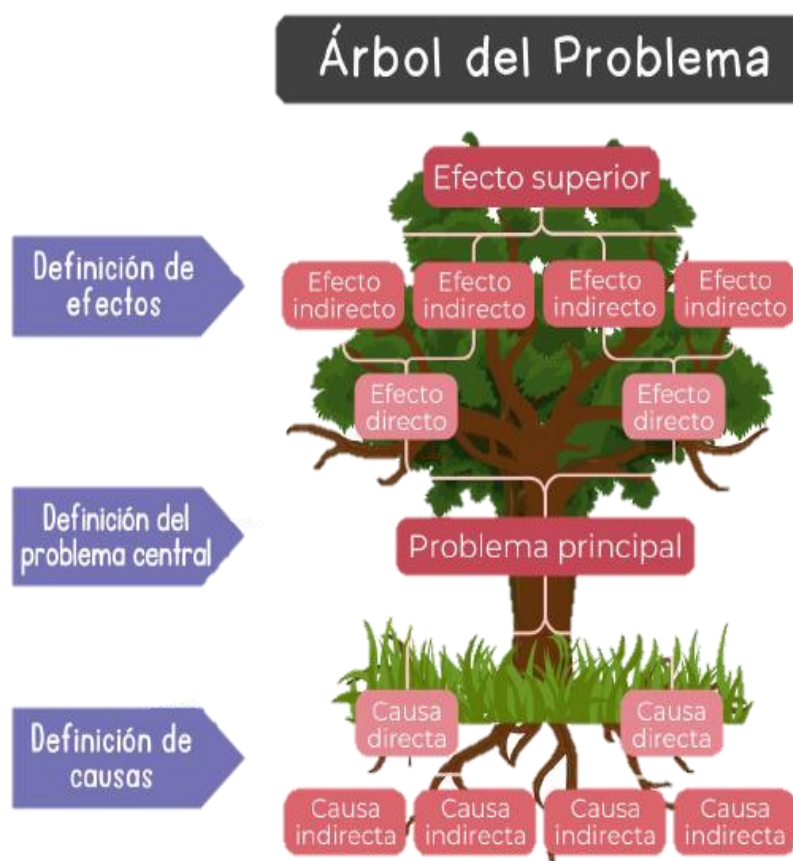 Árbol del Problema
Efecto superior
Definición de
efectos
Efecto
indirecto
Efecto
indirecto
Efecto
indirecto
Efecto
indirecto
Efecto
directo
Efecto
directo
Definición del
problema central
Problema principal
Definición de
causas
Causa
directa
Causa
directa
Causa
indirecta
Causa
indirecta
Causa
indirecta
Causa
indirecta